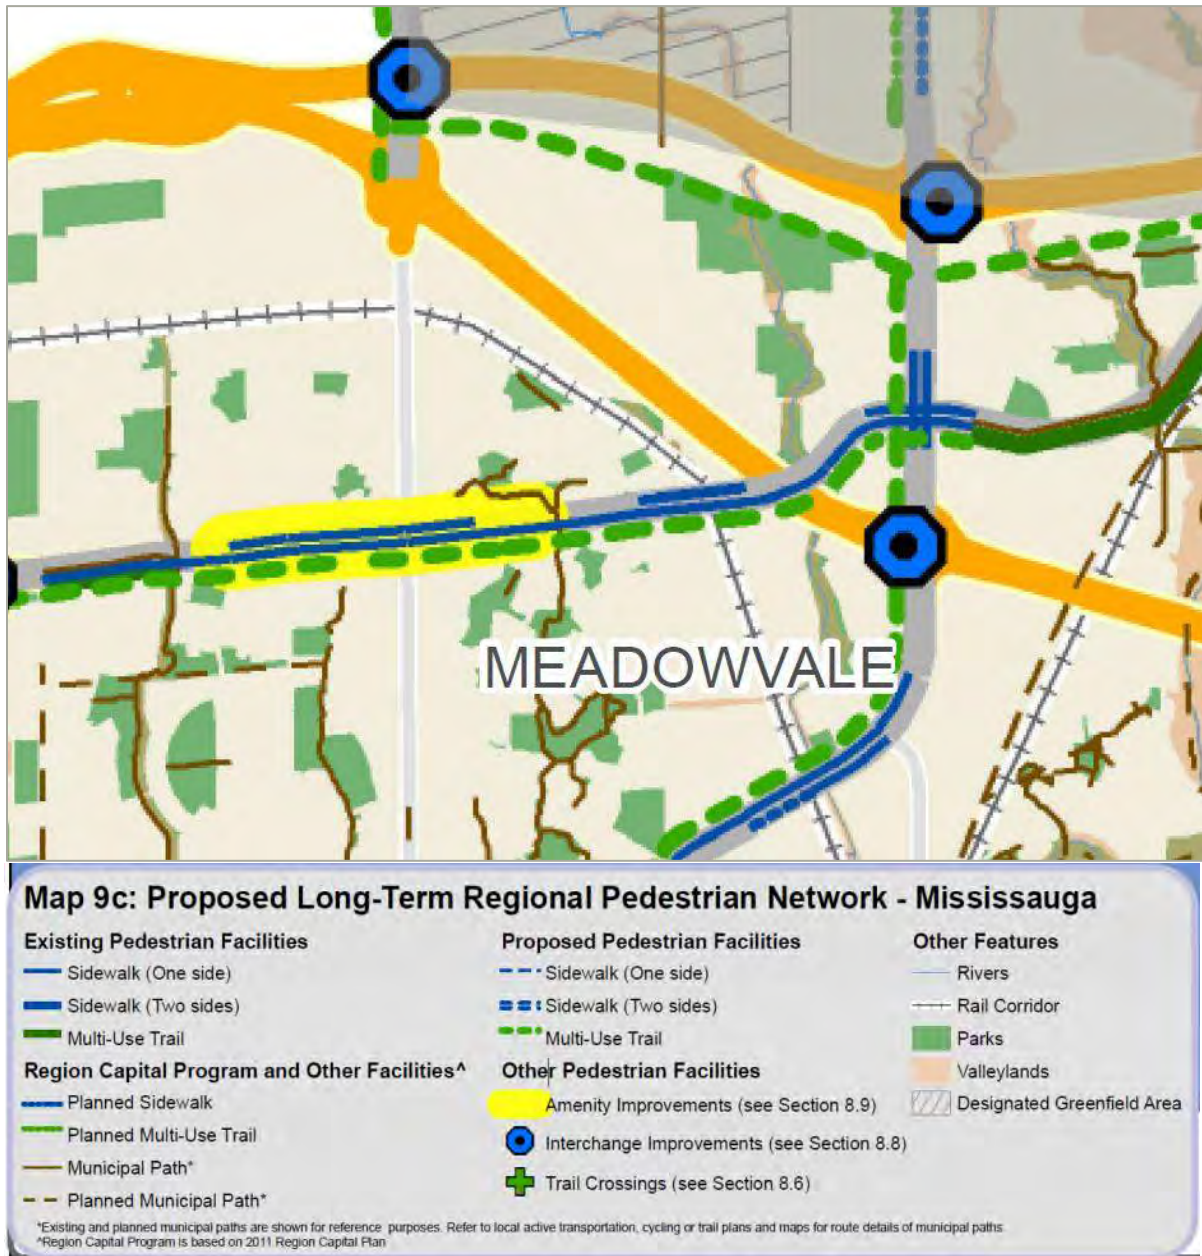 MEADOWVALE
Map 9c: Proposed Long-Term Regional Pedestrian Network - Mississauga
Existing Pedestrian Facilities
Sidewalk (One side)
Sidewalk (Two sides)
Multi-Use Trail
Region Capital Program and Other Facilities^
Planned Sidewalk
Planned Multi-Use Trail
Municipal Path*
Planned Municipal Path*
Proposed Pedestrian Facilities
Sidewalk (One side)
Sidewalk (Two sides)
Multi-Use Trail
Other Pedestrian Facilities
Amenity Improvements (see Section 8.9)
Interchange Improvements (see Section 8.8)
Trail Crossings (see Section 8.6)
Other Features
Rivers
Rail Corridor
Parks
Valleylands
Designated Greenfield Area
*Existing and planned municipal paths are shown for reference purposes. Refer to local active transportation, cycling or trail plans and maps for route details of municipal paths.
^Region Capital Program is based on 2011 Region Capital Plan